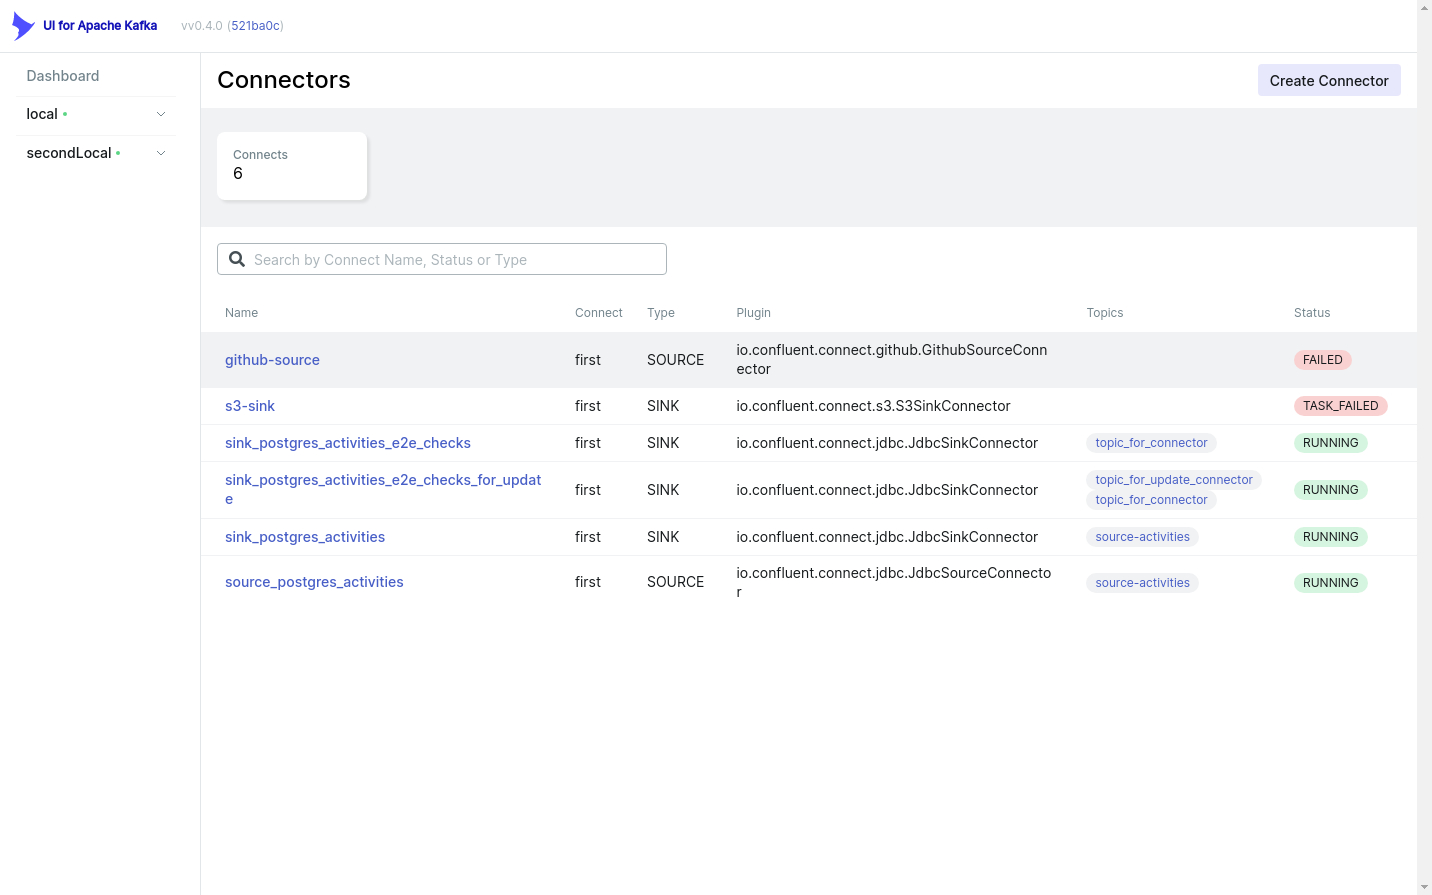 UI for Apache Kafka vv0.4.0 (521ba0c)
Dashboard
local
secondLocal
Connectors
Create Connector
Connects
6
Search by Connect Name, Status or Type
Name Connect Type Plugin Topics Status
github-source first SOURCE io.confluent.connect.github.GithubSourceConn
ector FAILED
s3-sink first SINK io.confluent.connect.s3.S3SinkConnector TASK_FAILED
sink_postgres_activities_e2e_checks first SINK io.confluent.connect.jdbc.JdbcSinkConnector topic_for_connector RUNNING
sink_postgres_activities_e2e_checks_for_updat
e first SINK io.confluent.connect.jdbc.JdbcSinkConnector topic_for_update_connector
topic_for_connector RUNNING
sink_postgres_activities first SINK io.confluent.connect.jdbc.JdbcSinkConnector source-activities RUNNING
source_postgres_activities first SOURCE io.confluent.connect.jdbc.JdbcSourceConnecto
r source-activities RUNNING